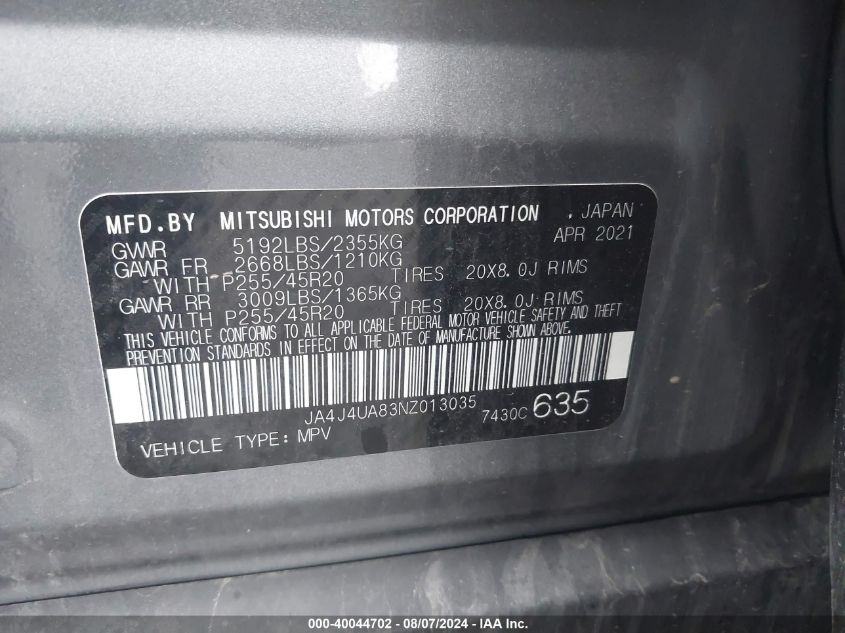 MFD.BY MITSUBISHI MOTORS CORPORATION . JAPAN
GVWR 5192LBS/2355KG APR 2021
GAWR FR 2668LBS/1210KG
WITH P255/45R20 TIRES 20X8.0J RIMS
GAWR RR 3009LBS/1365KG
WITH P255/45R20 TIRES 20X8.0J RIMS
THIS VEHICLE CONFORMS TO ALL APPLICABLE FEDERAL MOTOR VEHICLE SAFETY AND THEFT
PREVENTION STANDARDS IN EFFECT ON THE DATE OF MANUFACTURE SHOWN ABOVE.
JA4J4UA83NZ013035 7430C 635
VEHICLE TYPE: MPV
000-40044702 - 08/07/2024 - IAA Inc.